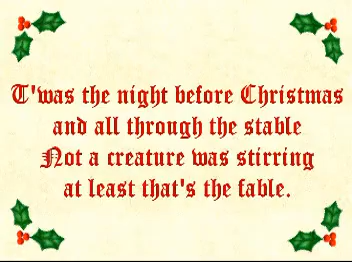 T'was the night before Christmas
and all through the stable
Not a creature was stirring
at least that's the fable.